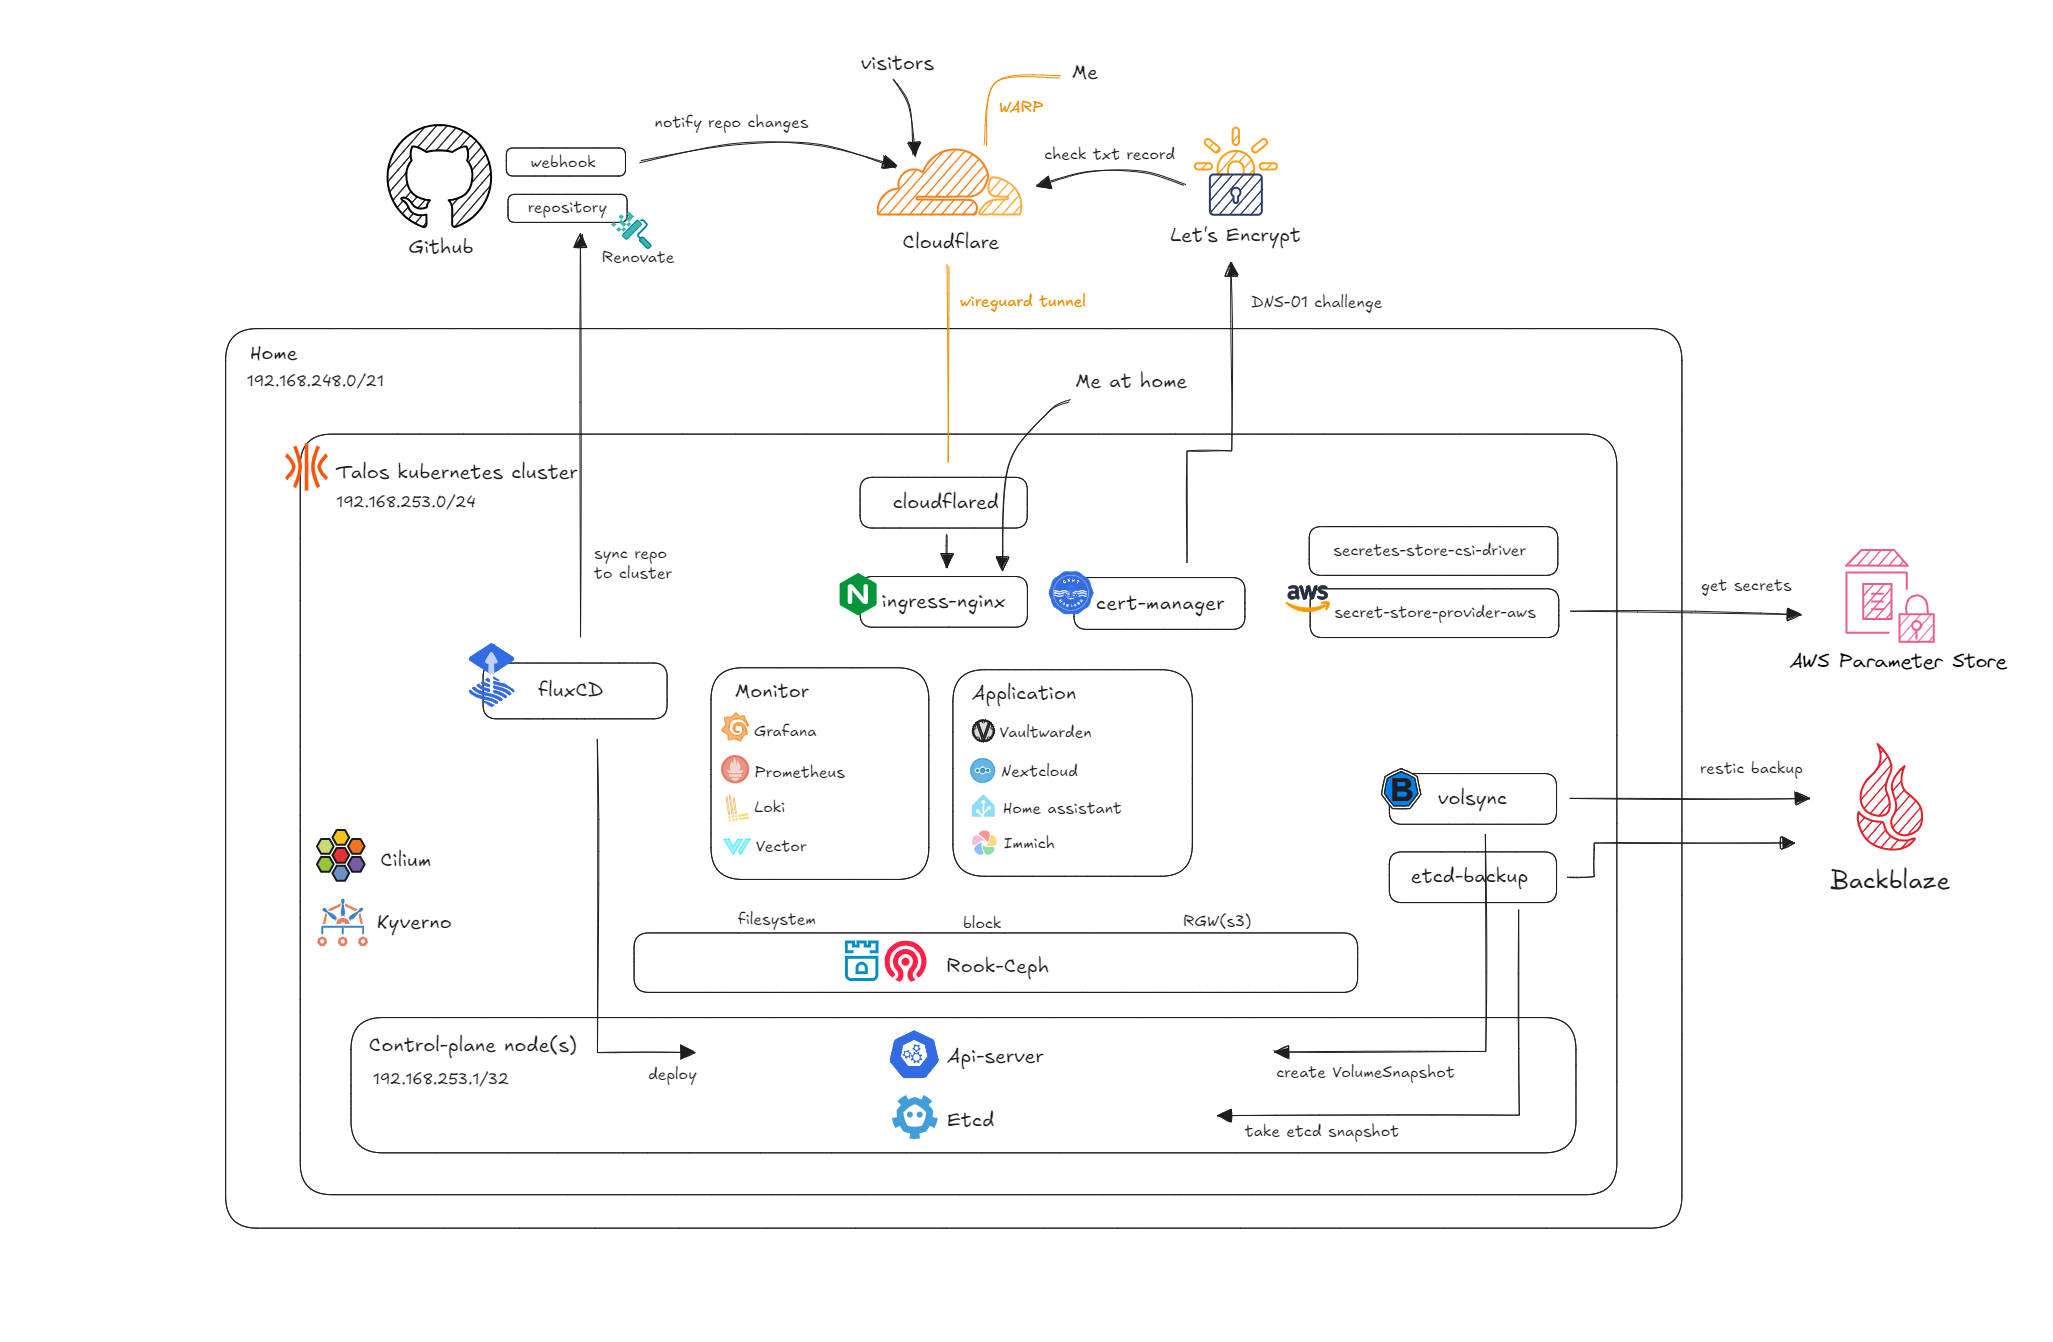 visitors
Me
WARP
notify repo changes
webhook
check txt record
repository
Github
Renovate
Cloudflare
Let's Encrypt
wireguard tunnel
DNS-01 challenge
Home
192.168.248.0/21
Me at home
Talos kubernetes cluster
192.168.253.0/24
cloudflared
sync repo
to cluster
secretes-store-csi-driver
ingress-nginx
cert-manager
aws
secret-store-provider-aws
get secrets
AWS Parameter Store
fluxCD
Monitor
Grafana
Prometheus
Loki
Vector
Application
Vaultwarden
Nextcloud
Home assistant
Immich
B
volsync
restic backup
etcd-backup
Backblaze
Cilium
Kyverno
filesystem
block
RGW(s3)
Rook-Ceph
Control-plane node(s)
192.168.253.1/32
deploy
Api-server
Etcd
create VolumeSnapshot
take etcd snapshot